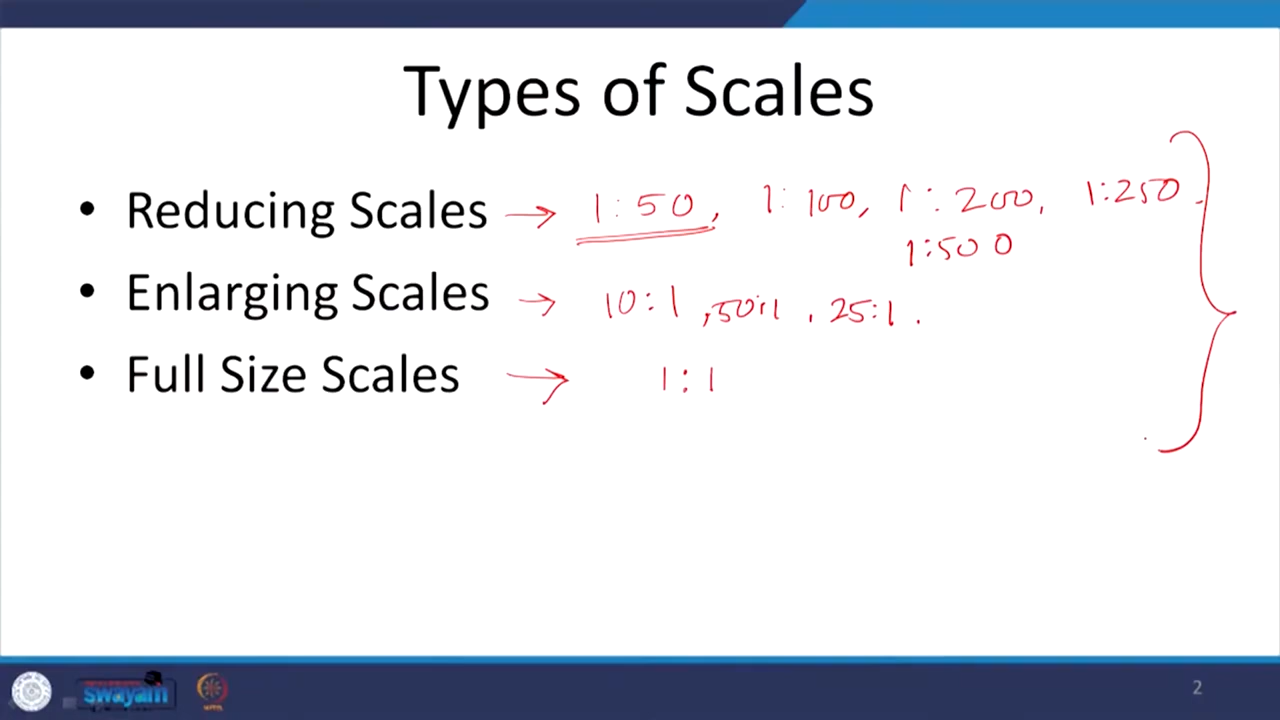 Types of Scales
• Reducing Scales → 1:50, 1:100, 1:200, 1:250.
1:500
• Enlarging Scales → 10:1, 50:1, 25:1.
• Full Size Scales → 1:1
swayam
2